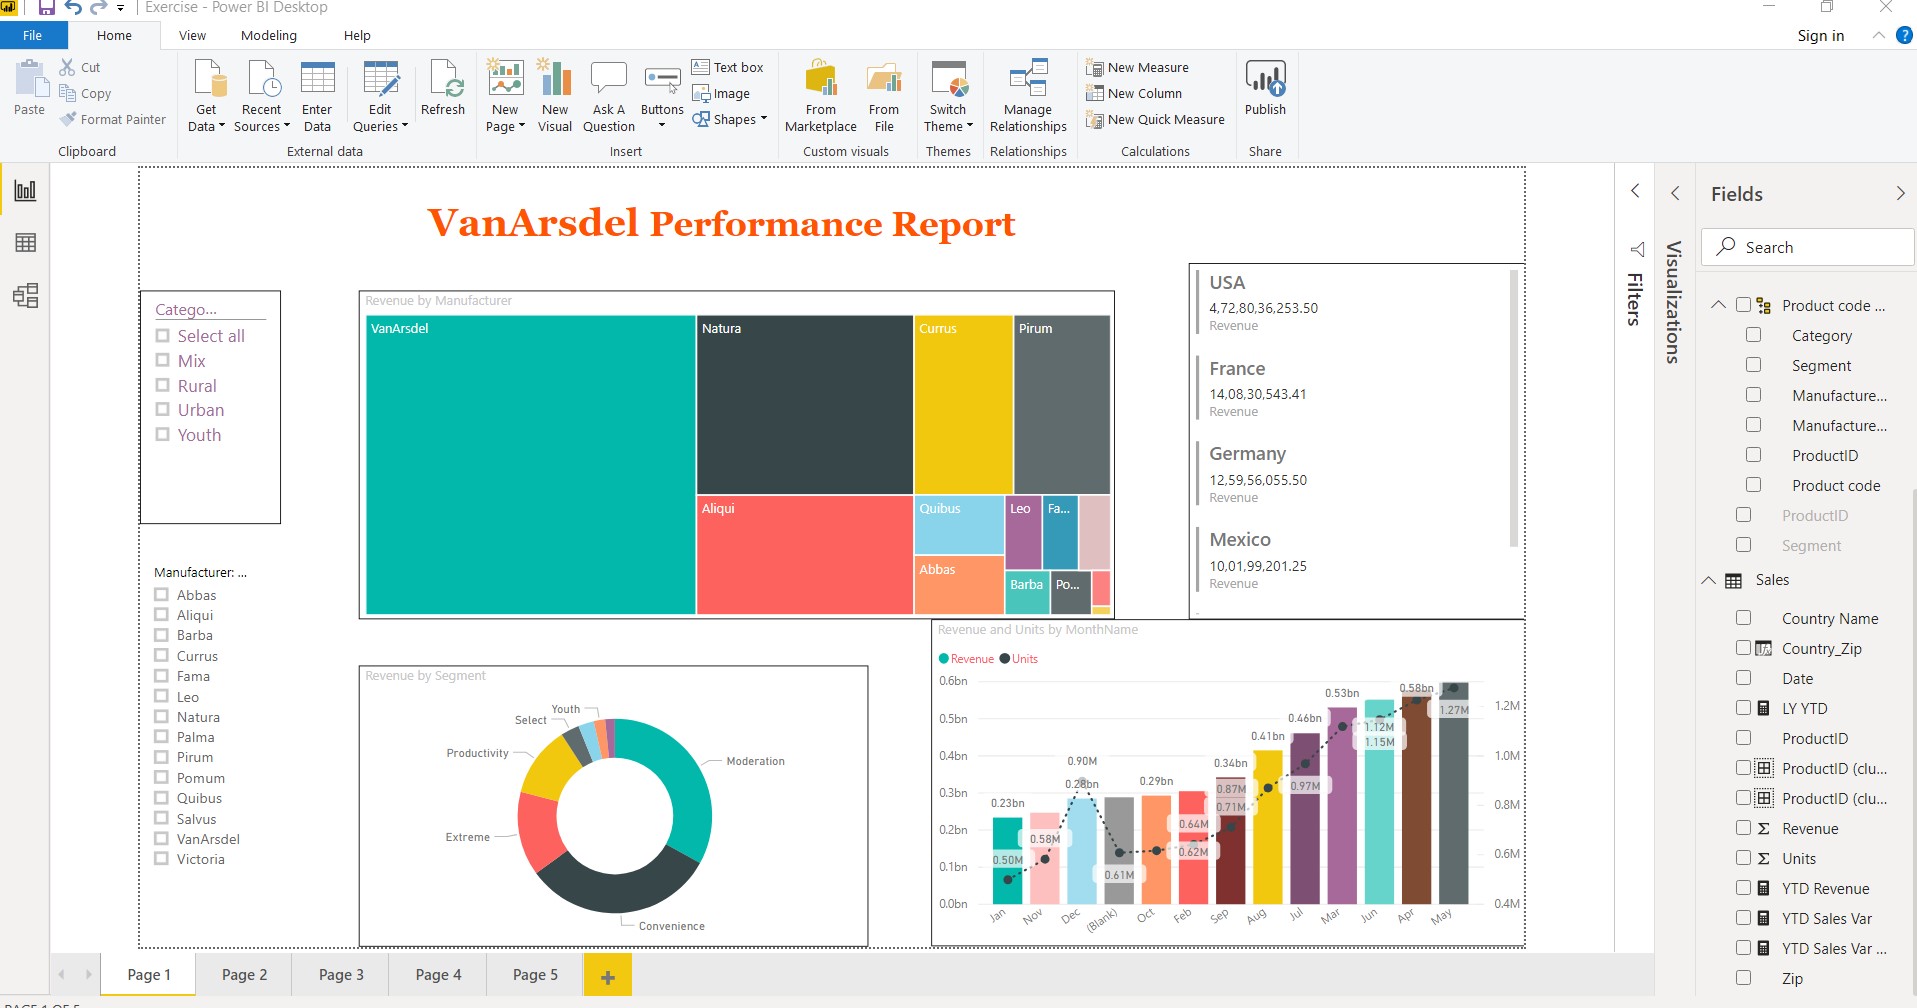 Exercise - Power BI Desktop
File
Home
View
Modeling
Help
Sign in
Paste
Cut
Copy
Format Painter
Clipboard
Get
Data
Recent
Sources
Enter
Data
Edit
Queries
Refresh
External data
New
Page
New
Visual
Ask A
Question
Buttons
Text box
Image
Shapes
Insert
From
Marketplace
From
File
Custom visuals
Switch
Theme
Themes
Manage
Relationships
Relationships
New Measure
New Column
New Quick Measure
Calculations
Publish
Share
VanArsdel Performance Report
Catego...
Select all
Mix
Rural
Urban
Youth
Manufacturer: ...
Abbas
Aliqui
Barba
Currus
Fama
Leo
Natura
Palma
Pirum
Pomum
Quibus
Salvus
VanArsdel
Victoria
Revenue by Manufacturer
VanArsdel
Natura
Currus
Pirum
Aliqui
Quibus
Leo
Fa...
Abbas
Barba
Po...
USA
4,72,80,36,253.50
Revenue
France
14,08,30,543.41
Revenue
Germany
12,59,56,055.50
Revenue
Mexico
10,01,99,201.25
Revenue
Revenue by Segment
Youth
Select
Productivity
Extreme
Moderation
Convenience
Revenue and Units by MonthName
Revenue
Units
0.6bn
0.5bn
0.4bn
0.3bn
0.2bn
0.1bn
0.0bn
1.2M
1.0M
0.8M
0.6M
0.4M
0.23bn
0.28bn
0.29bn
0.34bn
0.41bn
0.46bn
0.53bn
0.58bn
0.50M
0.58M
0.90M
0.61M
0.64M
0.62M
0.87M
0.71M
0.97M
1.12M
1.15M
1.27M
Jan
Nov
Dec
(Blank)
Oct
Feb
Sep
Aug
Jul
Mar
Jun
Apr
May
Filters
Visualizations
Fields
Search
Product code ...
Category
Segment
Manufacture...
Manufacture...
ProductID
Product code
ProductID
Segment
Sales
Country Name
Country_Zip
Date
LY YTD
ProductID
ProductID (clu...
ProductID (clu...
Revenue
Units
YTD Revenue
YTD Sales Var
YTD Sales Var ...
Zip
Page 1
Page 2
Page 3
Page 4
Page 5
PAGE 1 OF 5